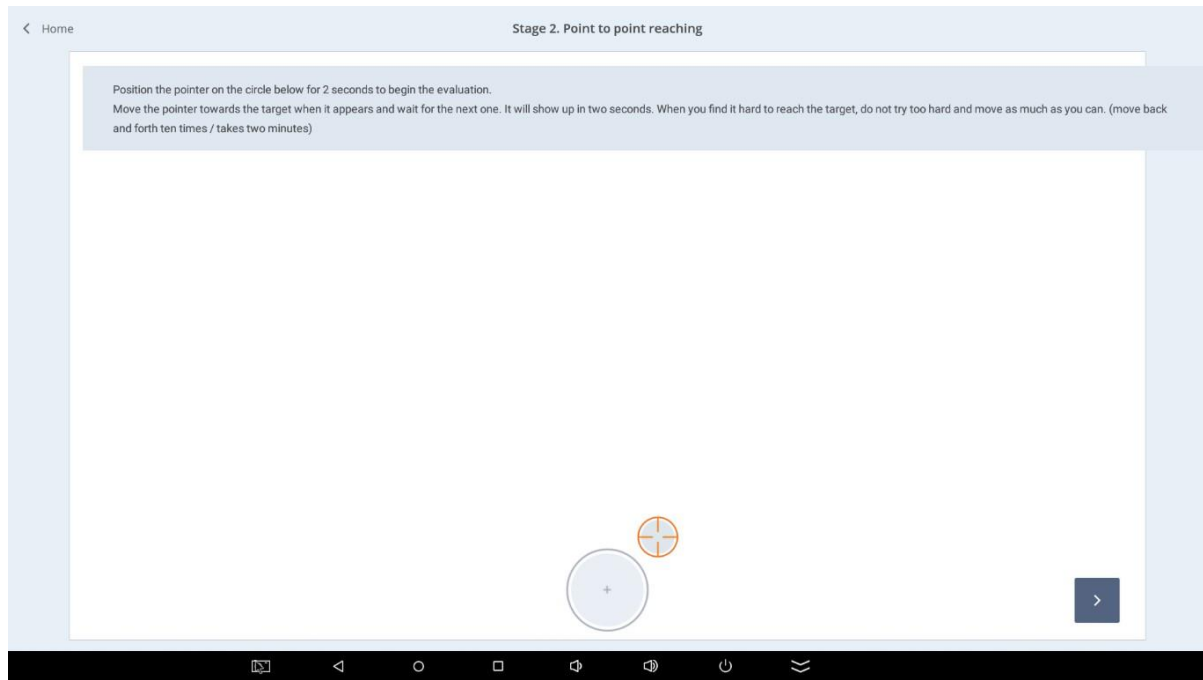 Home
Stage 2. Point to point reaching
Position the pointer on the circle below for 2 seconds to begin the evaluation.
Move the pointer towards the target when it appears and wait for the next one. It will show up in two seconds. When you find it hard to reach the target, do not try too hard and move as much as you can. (move back
and forth ten times / takes two minutes)